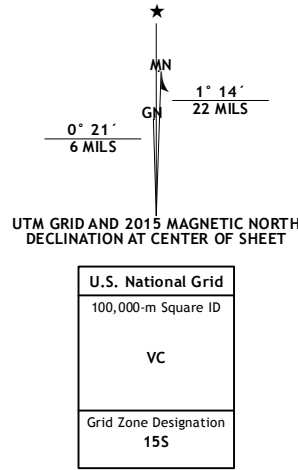 ★
MN
GN
1° 14´
22 MILS
0° 21´
6 MILS
UTM GRID AND 2015 MAGNETIC NORTH
DECLINATION AT CENTER OF SHEET
U.S. National Grid
100,000-m Square ID
VC
Grid Zone Designation
15S